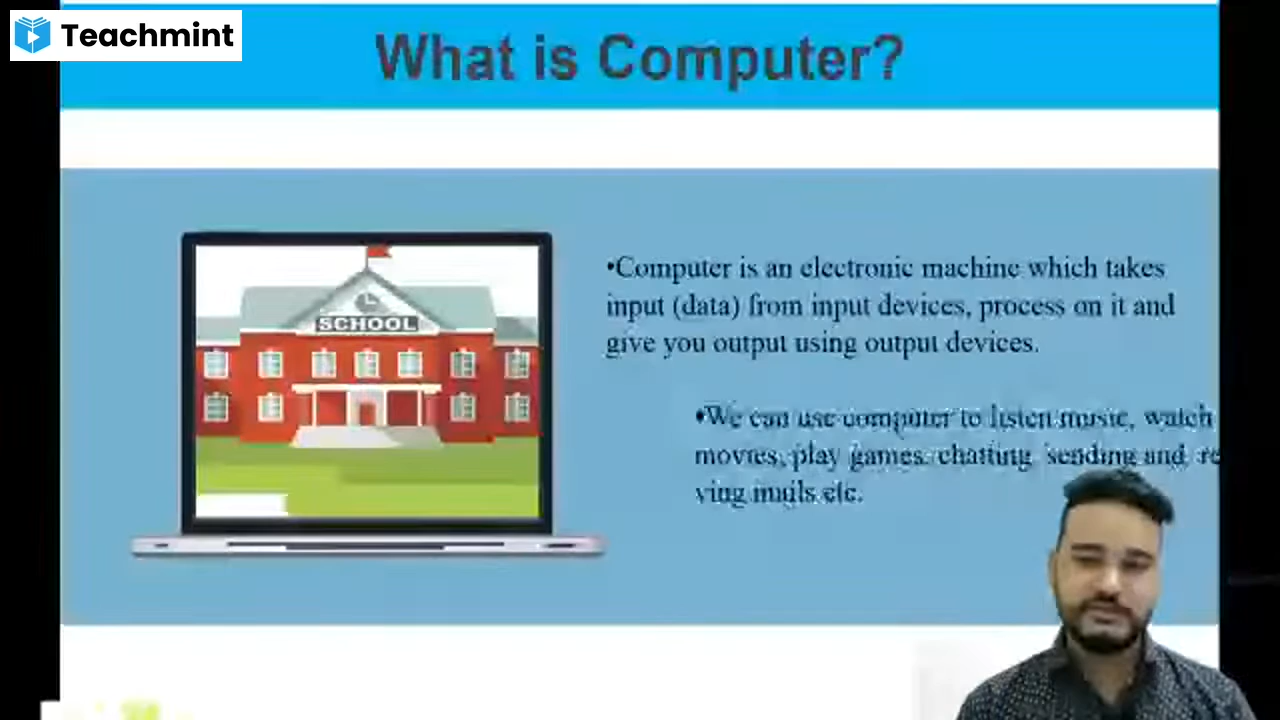 Teachmint
What is Computer?
SCHOOL
•Computer is an electronic machine which takes
input (data) from input devices, process on it and
give you output using output devices.
•We can use computer to listen music, watch
movies, play games, chatting, sending and re
ving mails etc.